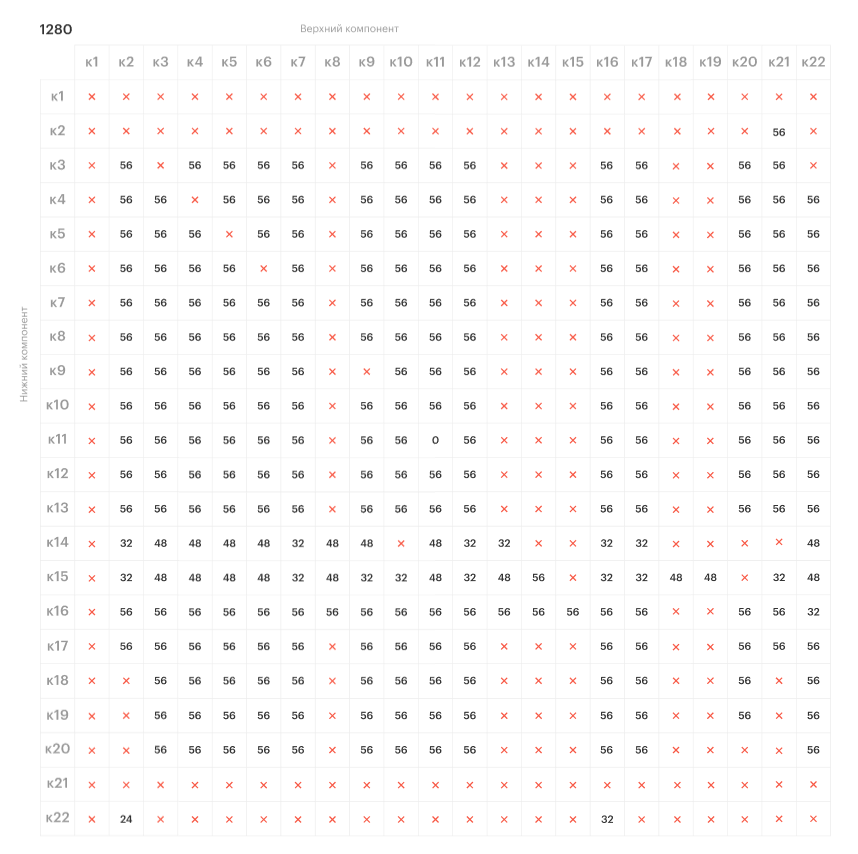 1280
Верхний компонент
к1 к2 к3 к4 к5 к6 к7 к8 к9 к10 к11 к12 к13 к14 к15 к16 к17 к18 к19 к20 к21 к22
Нижний компонент
к1 × × × × × × × × × × × × × × × × × × × × × ×
к2 × × × × × × × × × × × × × × × × × × × × 56 ×
к3 × 56 × 56 56 56 56 × 56 56 56 56 × × × 56 56 × × 56 56 ×
к4 × 56 56 × 56 56 56 × 56 56 56 56 × × × 56 56 × × 56 56 56
к5 × 56 56 56 × 56 56 × 56 56 56 56 × × × 56 56 × × 56 56 56
к6 × 56 56 56 56 × 56 × 56 56 56 56 × × × 56 56 × × 56 56 56
к7 × 56 56 56 56 56 56 × 56 56 56 56 × × × 56 56 × × 56 56 56
к8 × 56 56 56 56 56 56 × 56 56 56 56 × × × 56 56 × × 56 56 56
к9 × 56 56 56 56 56 56 × × 56 56 56 × × × 56 56 × × 56 56 56
к10 × 56 56 56 56 56 56 × 56 56 56 56 × × × 56 56 × × 56 56 56
к11 × 56 56 56 56 56 56 × 56 56 0 56 × × × 56 56 × × 56 56 56
к12 × 56 56 56 56 56 56 × 56 56 56 56 × × × 56 56 × × 56 56 56
к13 × 56 56 56 56 56 56 × 56 56 56 56 × × × 56 56 × × 56 56 56
к14 × 32 48 48 48 48 32 48 48 × 48 32 32 × × 32 32 × × × × 48
к15 × 32 48 48 48 48 32 48 32 32 48 32 48 56 × 32 32 48 48 × 32 48
к16 × 56 56 56 56 56 56 56 56 56 56 56 56 56 56 56 56 × × 56 56 32
к17 × 56 56 56 56 56 56 × 56 56 56 56 × × × 56 56 × × 56 56 56
к18 × × 56 56 56 56 56 × 56 56 56 56 × × × 56 56 × × 56 × 56
к19 × × 56 56 56 56 56 × 56 56 56 56 × × × 56 56 × × 56 × 56
к20 × × 56 56 56 56 56 × 56 56 56 56 × × × 56 56 × × × × 56
к21 × × × × × × × × × × × × × × × × × × × × × ×
к22 × 24 × × × × × × × × × × × × × 32 × × × × × ×